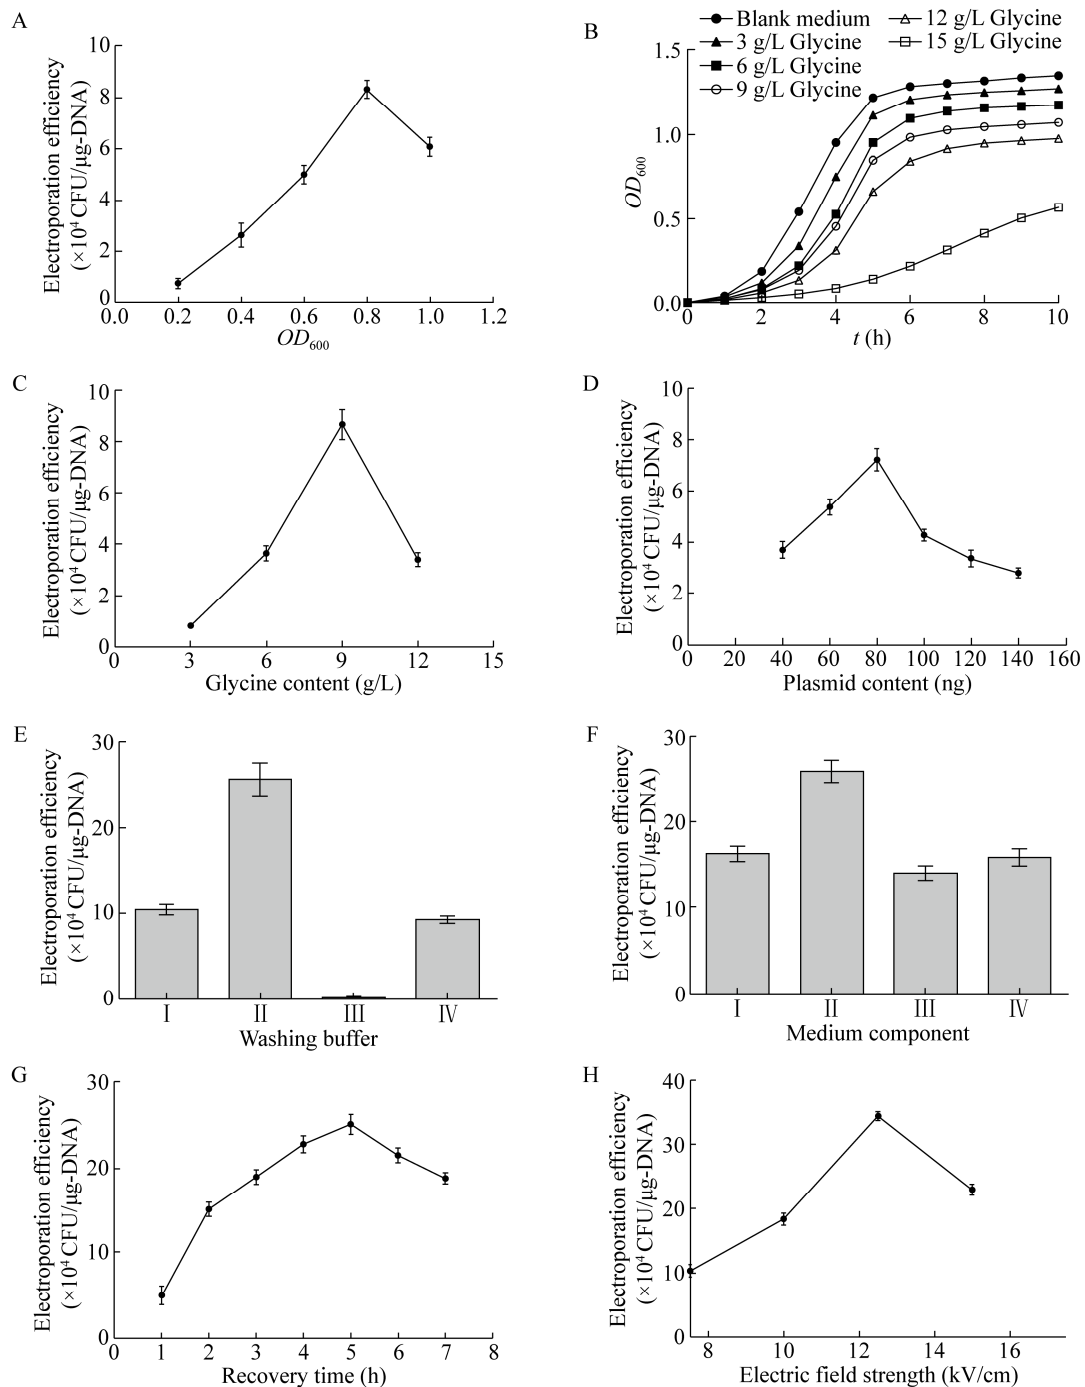 A
Electroporation efficiency
(×10⁴ CFU/μg-DNA)
10
8
6
4
2
0
0.0 0.2 0.4 0.6 0.8 1.0 1.2
OD₆₀₀
B
Blank medium
3 g/L Glycine
6 g/L Glycine
9 g/L Glycine
12 g/L Glycine
15 g/L Glycine
OD₆₀₀
1.5
1.0
0.5
0.0
0 2 4 6 8 10
t (h)
C
Electroporation efficiency
(×10⁴ CFU/μg-DNA)
10
8
6
4
2
0
0 3 6 9 12 15
Glycine content (g/L)
D
Electroporation efficiency
(×10⁴ CFU/μg-DNA)
10
8
6
4
2
0
0 20 40 60 80 100 120 140 160
Plasmid content (ng)
E
Electroporation efficiency
(×10⁴ CFU/μg-DNA)
30
20
10
0
I II III IV
Washing buffer
F
Electroporation efficiency
(×10⁴ CFU/μg-DNA)
30
20
10
0
I II III IV
Medium component
G
Electroporation efficiency
(×10⁴ CFU/μg-DNA)
30
20
10
0
0 1 2 3 4 5 6 7 8
Recovery time (h)
H
Electroporation efficiency
(×10⁴ CFU/μg-DNA)
40
30
20
10
0
8 10 12 14 16
Electric field strength (kV/cm)